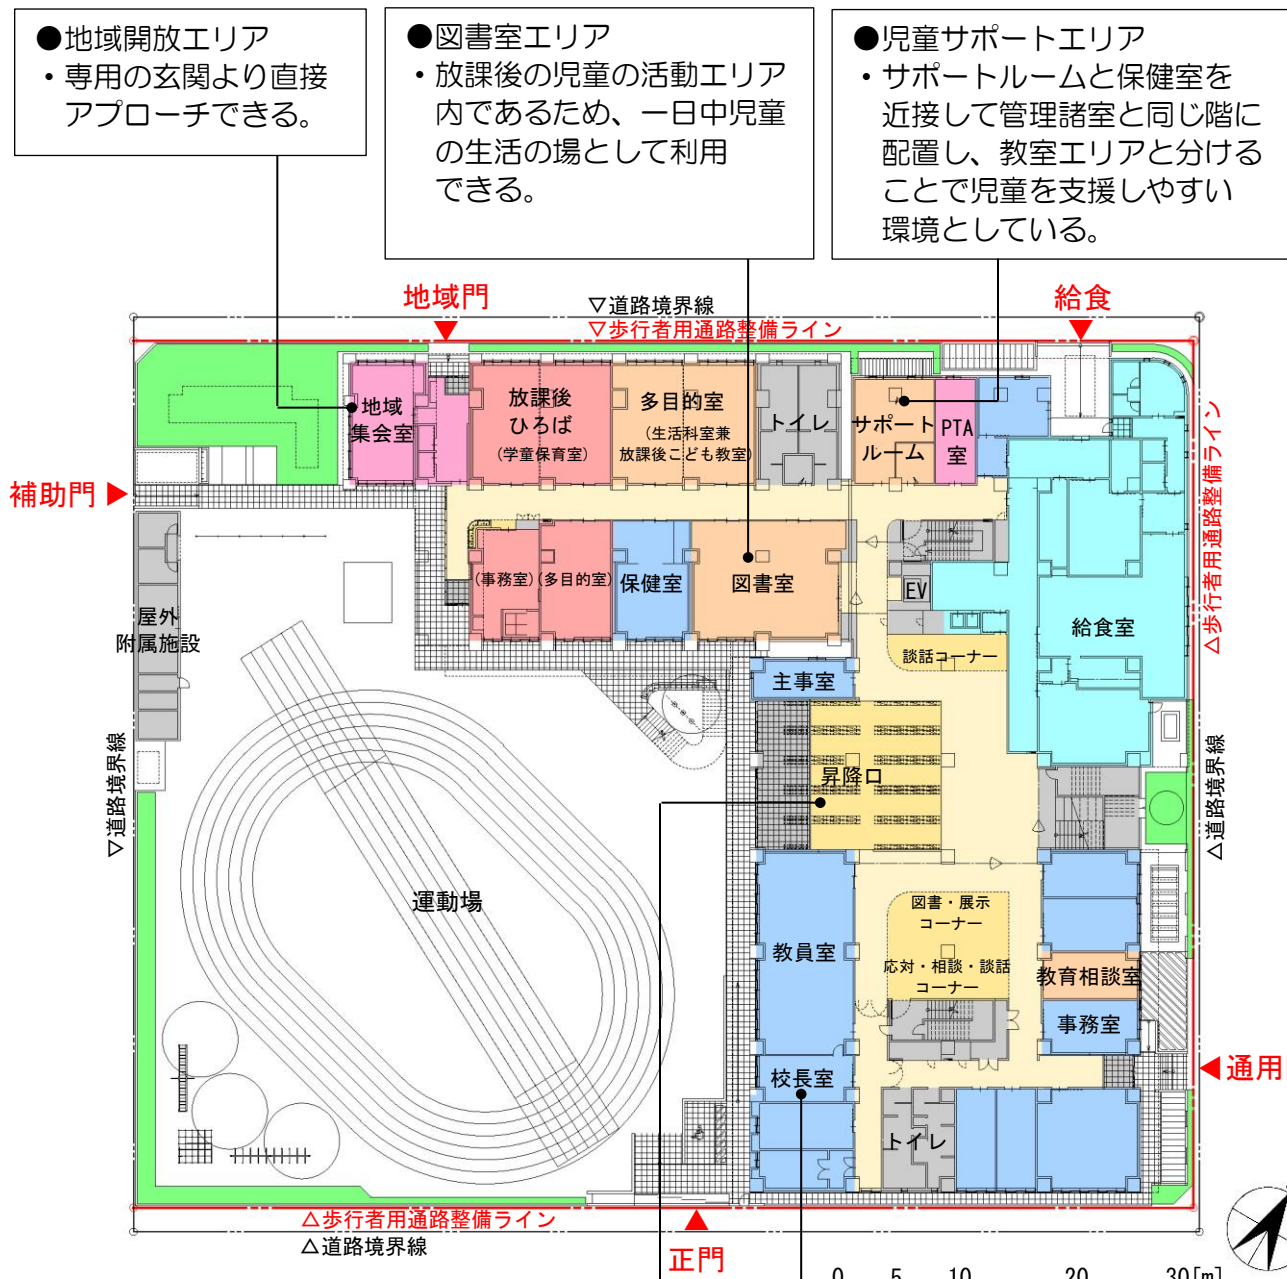 ●地域開放エリア
・専用の玄関より直接
アプローチできる。
●図書室エリア
・放課後の児童の活動エリア
内であるため、一日中児童
の生活の場として利用
できる。
●児童サポートエリア
・サポートルームと保健室を
近接して管理諸室と同じ階に
配置し、教室エリアと分ける
ことで児童を支援しやすい
環境としている。
地域門
▽道路境界線
▽歩行者用通路整備ライン
給食
地域
集会室
放課後
ひろば
(学童保育室)
多目的室
(生活科室兼
放課後こども教室)
トイレ
サポート
ルーム
PTA
室
△歩行者用通路整備ライン
補助門
(事務室)
(多目的室)
保健室
図書室
EV
屋外
附属施設
給食室
談話コーナー
主事室
昇降口
▽道路境界線
△道路境界線
運動場
教員室
図書・展示
コーナー
応対・相談・談話
コーナー
教育相談室
事務室
通用
校長室
トイレ
△歩行者用通路整備ライン
△道路境界線
正門
0 5 10 20 30[m]